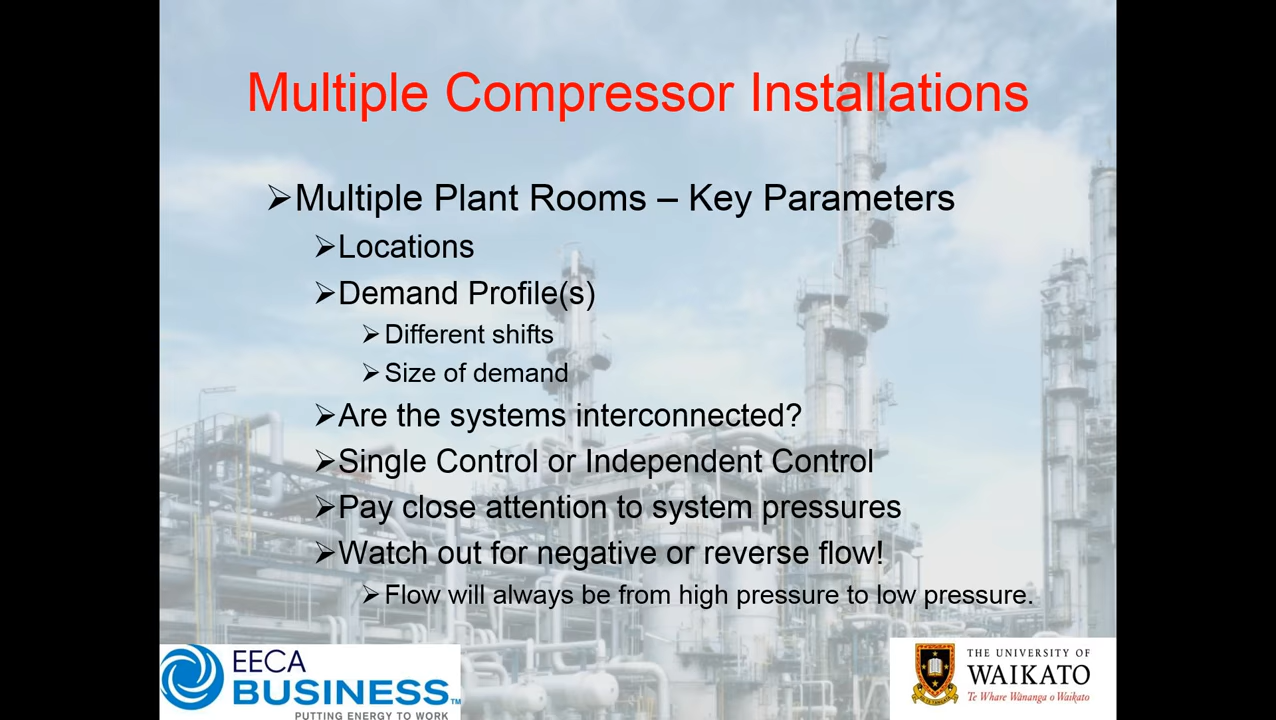 Multiple Compressor Installations
➢Multiple Plant Rooms – Key Parameters
➢Locations
➢Demand Profile(s)
➢Different shifts
➢Size of demand
➢Are the systems interconnected?
➢Single Control or Independent Control
➢Pay close attention to system pressures
➢Watch out for negative or reverse flow!
➢Flow will always be from high pressure to low pressure.
EECA
BUSINESS™
PUTTING ENERGY TO WORK
THE UNIVERSITY OF
WAIKATO
Te Whare Wānanga o Waikato